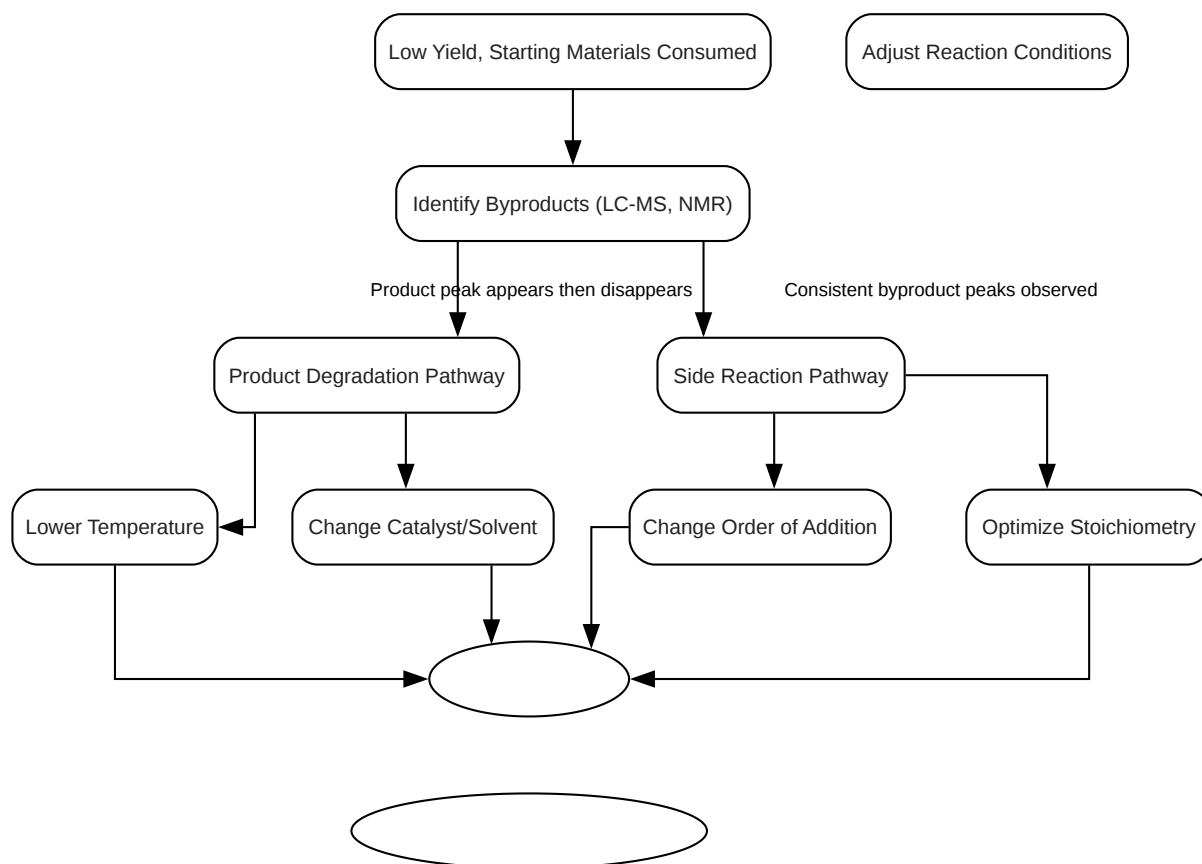 Low Yield, Starting Materials Consumed
Adjust Reaction Conditions
Identify Byproducts (LC-MS, NMR)
Product peak appears then disappears
Consistent byproduct peaks observed
Product Degradation Pathway
Side Reaction Pathway
Lower Temperature
Change Catalyst/Solvent
Change Order of Addition
Optimize Stoichiometry